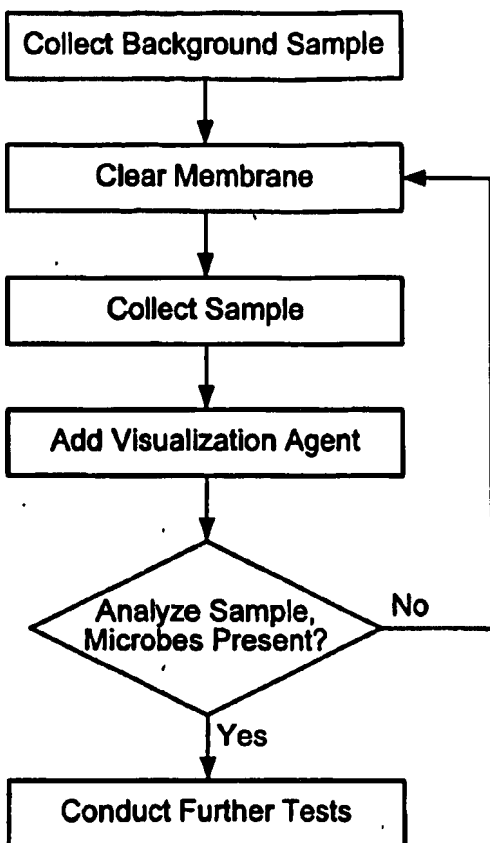 Collect Background Sample
Clear Membrane
Collect Sample
Add Visualization Agent
Analyze Sample,
Microbes Present?
No
Yes
Conduct Further Tests